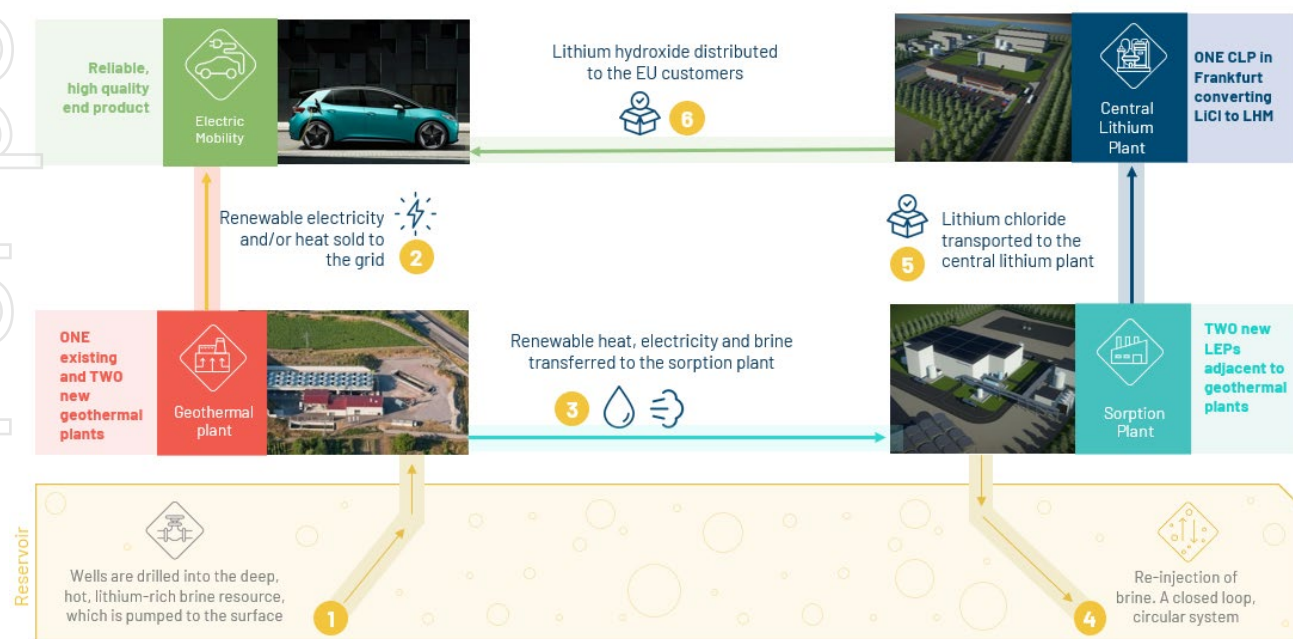 Reliable,
high quality
end product
Electric
Mobility
Lithium hydroxide distributed
to the EU customers
6
Central
Lithium
Plant
ONE CLP in
Frankfurt
converting
LiCl to LHM
Renewable electricity
and/or heat sold to
the grid
2
5
Lithium chloride
transported to the
central lithium plant
ONE
existing
and TWO
new
geothermal
plants
Geothermal
plant
Renewable heat, electricity and brine
transferred to the sorption plant
3
Sorption
Plant
TWO new
LEPs
adjacent to
geothermal
plants
Reservoir
Wells are drilled into the deep,
hot, lithium-rich brine resource,
which is pumped to the surface
1
4
Re-injection of
brine. A closed loop,
circular system